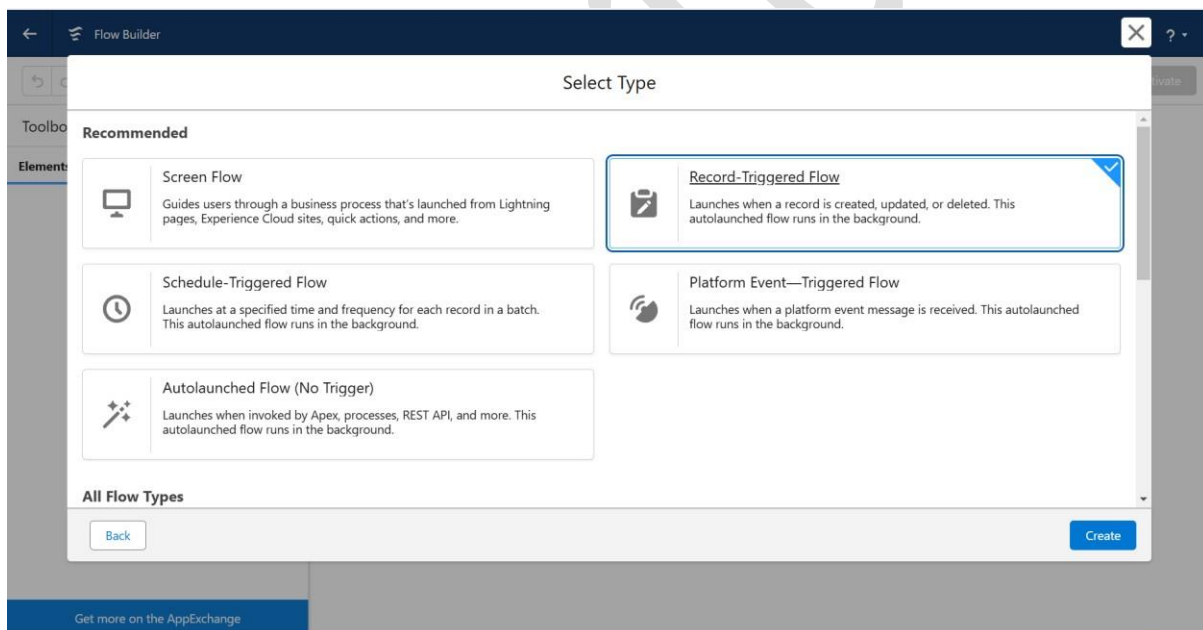 Flow Builder
?
Select Type
Toolbo
Elements
tivate
Recommended
Screen Flow
Guides users through a business process that's launched from Lightning
pages, Experience Cloud sites, quick actions, and more.
Record-Triggered Flow
Launches when a record is created, updated, or deleted. This
autolaunched flow runs in the background.
Schedule-Triggered Flow
Launches at a specified time and frequency for each record in a batch.
This autolaunched flow runs in the background.
Platform Event—Triggered Flow
Launches when a platform event message is received. This autolaunched
flow runs in the background.
Autolaunched Flow (No Trigger)
Launches when invoked by Apex, processes, REST API, and more. This
autolaunched flow runs in the background.
All Flow Types
Back
Create
Get more on the AppExchange